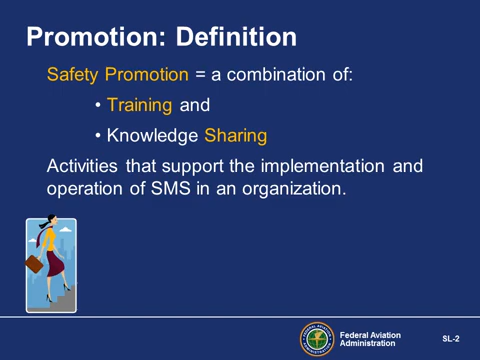 Promotion: Definition
Safety Promotion = a combination of:
• Training and
• Knowledge Sharing
Activities that support the implementation and
operation of SMS in an organization.
Federal Aviation
Administration
SL-2